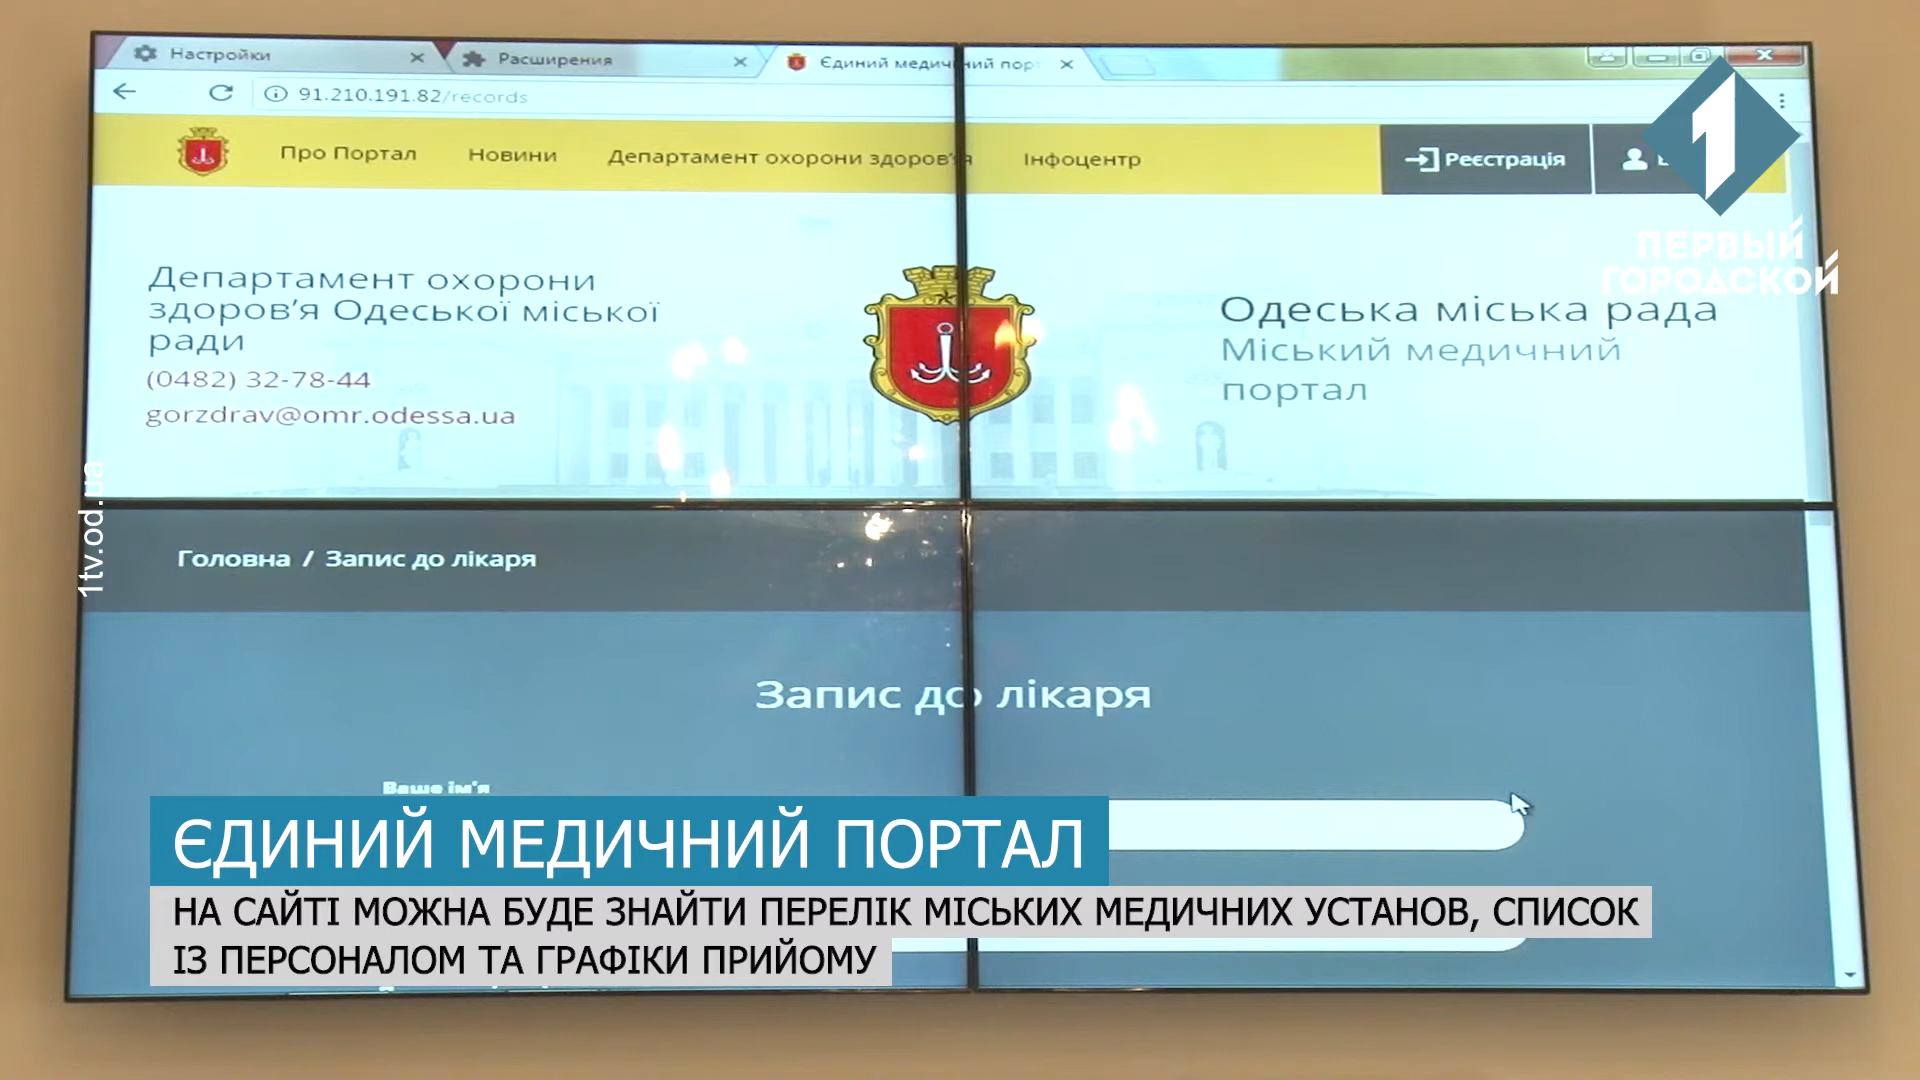 Настройки
Расширения
Єдиний медичний пор
91.210.191.82/records
Про Портал
Новини
Департамент охорони здоров'я
Інфоцентр
Реєстрація
ПЕРВЫЙ
ГОРОДСКОЙ
Департамент охорони
здоров'я Одеської міської
ради
(0482) 32-78-44
gorzdrav@omr.odessa.ua
Одеська міська рада
Міський медичний
портал
1tv.od.ua
Головна / Запис до лікаря
Запис до лікаря
Ваше ім'я
ЄДИНИЙ МЕДИЧНИЙ ПОРТАЛ
НА САЙТІ МОЖНА БУДЕ ЗНАЙТИ ПЕРЕЛІК МІСЬКИХ МЕДИЧНИХ УСТАНОВ, СПИСОК
ІЗ ПЕРСОНАЛОМ ТА ГРАФІКИ ПРИЙОМУ